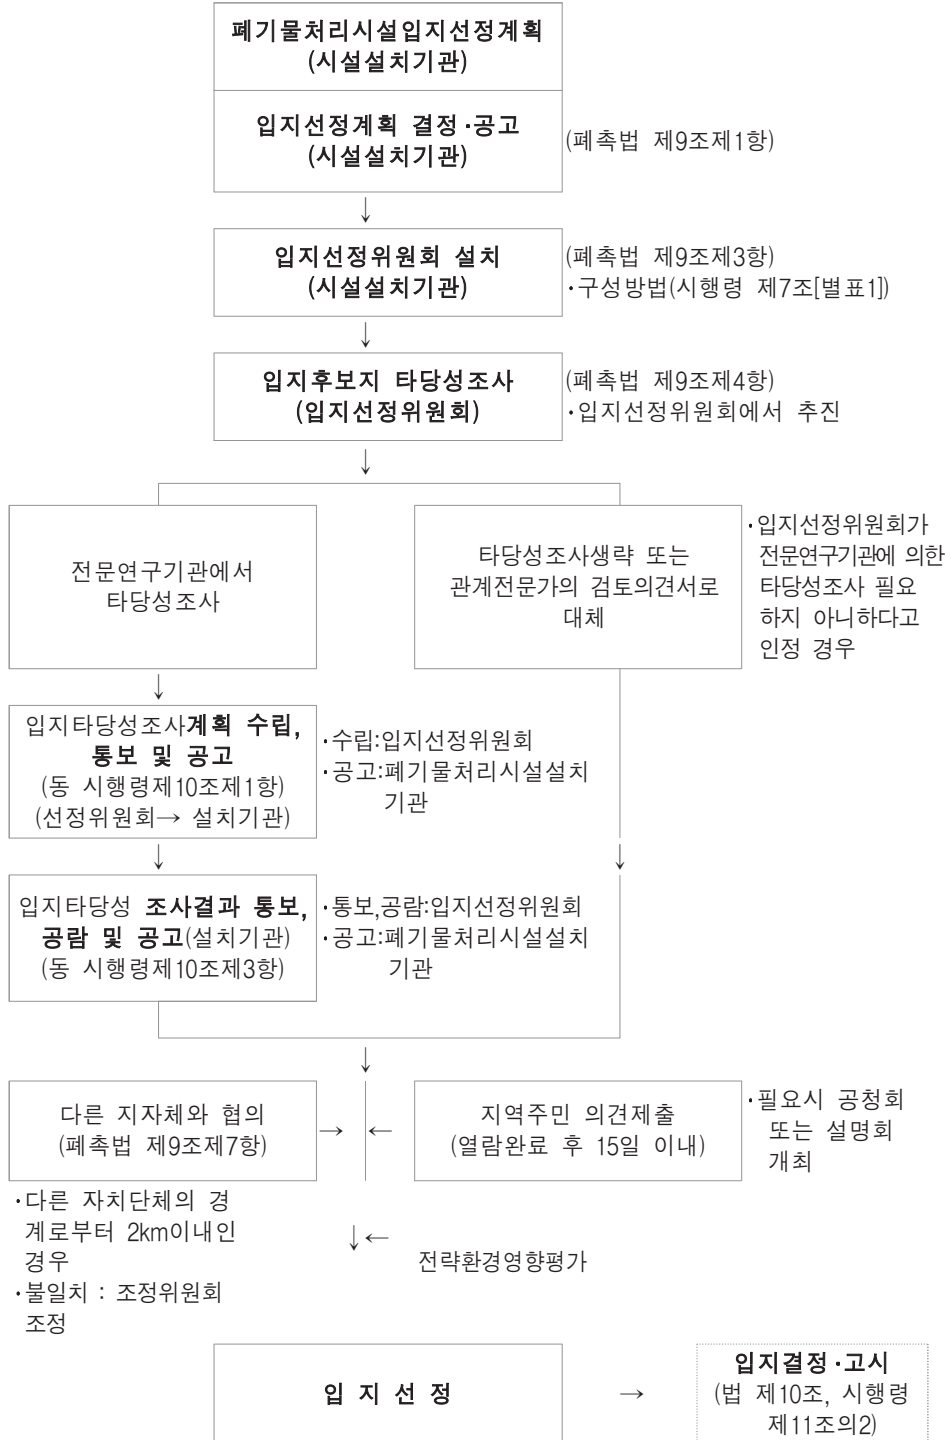 폐기물처리시설입지선정계획
(시설설치기관)
입지선정계획 결정·공고
(시설설치기관)
(폐촉법 제9조제1항)
↓
입지선정위원회 설치
(시설설치기관)
(폐촉법 제9조제3항)
·구성방법(시행령 제7조[별표1])
↓
입지후보지 타당성조사
(입지선정위원회)
(폐촉법 제9조제4항)
·입지선정위원회에서 추진
↓
전문연구기관에서
타당성조사
타당성조사생략 또는
관계전문가의 검토의견서로
대체
·입지선정위원회가
전문연구기관에 의한
타당성조사 필요
하지 아니하다고
인정 경우
↓
입지타당성조사계획 수립,
통보 및 공고
(동 시행령제10조제1항)
(선정위원회→ 설치기관)
·수립:입지선정위원회
·공고:폐기물처리시설설치
기관
↓
↓
입지타당성 조사결과 통보,
공람 및 공고(설치기관)
(동 시행령제10조제3항)
·통보,공람:입지선정위원회
·공고:폐기물처리시설설치
기관
↓
다른 지자체와 협의
(폐촉법 제9조제7항)
→
←
지역주민 의견제출
(열람완료 후 15일 이내)
·필요시 공청회
또는 설명회
개최
·다른 자치단체의 경
계로부터 2km이내인
경우
·불일치 : 조정위원회
조정
↓←
전략환경영향평가
입 지 선 정
→
입지결정·고시
(법 제10조, 시행령
제11조의2)